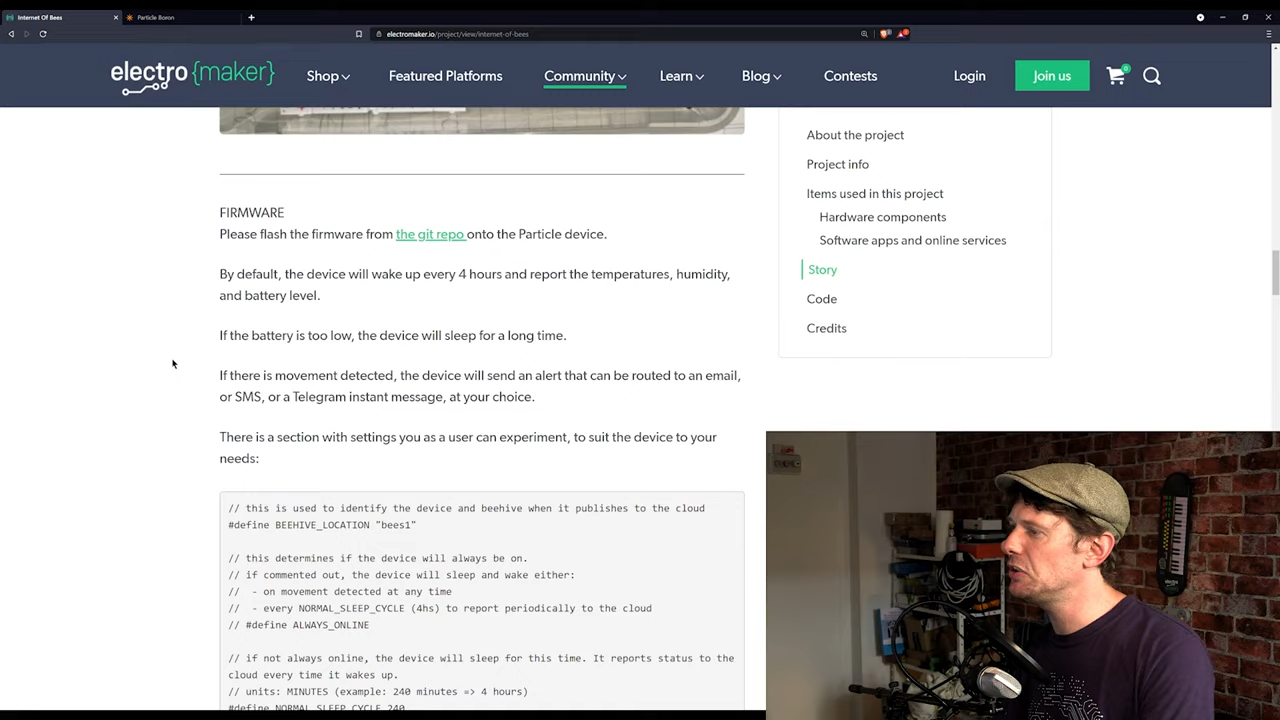 Internet Of Bees
Particle Boron
electromaker.io/project/view/internet-of-bees
electro{maker}
Shop
Featured Platforms
Community
Learn
Blog
Contests
Login
Join us
0
FIRMWARE
Please flash the firmware from the git repo onto the Particle device.
By default, the device will wake up every 4 hours and report the temperatures, humidity,
and battery level.
If the battery is too low, the device will sleep for a long time.
If there is movement detected, the device will send an alert that can be routed to an email,
or SMS, or a Telegram instant message, at your choice.
There is a section with settings you as a user can experiment, to suit the device to your
needs:
// this is used to identify the device and beehive when it publishes to the cloud
#define BEEHIVE_LOCATION "bees1"
// this determines if the device will always be on.
// if commented out, the device will sleep and wake either:
// - on movement detected at any time
// - every NORMAL_SLEEP_CYCLE (4hs) to report periodically to the cloud
// #define ALWAYS_ONLINE
// if not always online, the device will sleep for this time. It reports status to the
cloud every time it wakes up.
// units: MINUTES (example: 240 minutes => 4 hours)
#define NORMAL_SLEEP_CYCLE 240
About the project
Project info
Items used in this project
Hardware components
Software apps and online services
Story
Code
Credits